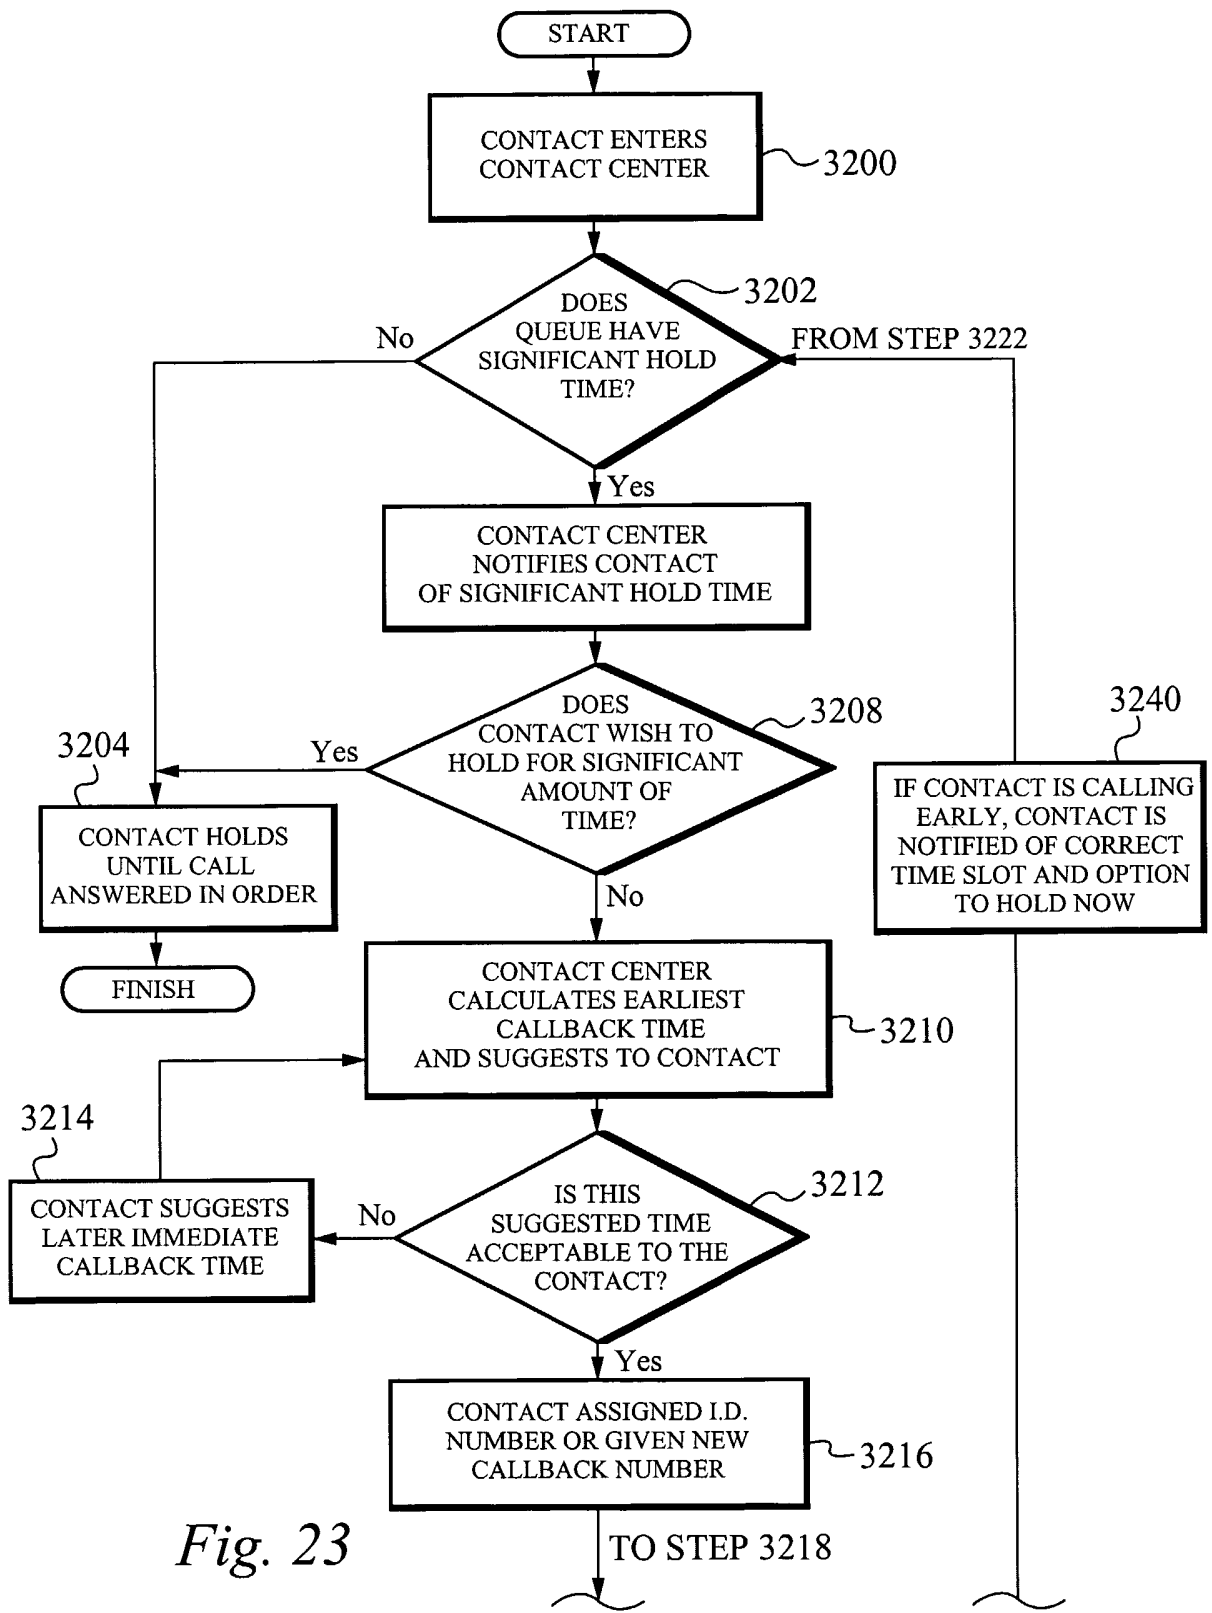 START
CONTACT ENTERS
CONTACT CENTER
3200
DOES
QUEUE HAVE
SIGNIFICANT HOLD
TIME?
3202
No
FROM STEP 3222
Yes
CONTACT CENTER
NOTIFIES CONTACT
OF SIGNIFICANT HOLD TIME
DOES
CONTACT WISH TO
HOLD FOR SIGNIFICANT
AMOUNT OF
TIME?
3208
Yes
3204
CONTACT HOLDS
UNTIL CALL
ANSWERED IN ORDER
FINISH
3240
IF CONTACT IS CALLING
EARLY, CONTACT IS
NOTIFIED OF CORRECT
TIME SLOT AND OPTION
TO HOLD NOW
No
CONTACT CENTER
CALCULATES EARLIEST
CALLBACK TIME
AND SUGGESTS TO CONTACT
3210
3214
CONTACT SUGGESTS
LATER IMMEDIATE
CALLBACK TIME
No
IS THIS
SUGGESTED TIME
ACCEPTABLE TO THE
CONTACT?
3212
Yes
CONTACT ASSIGNED I.D.
NUMBER OR GIVEN NEW
CALLBACK NUMBER
3216
TO STEP 3218
Fig. 23